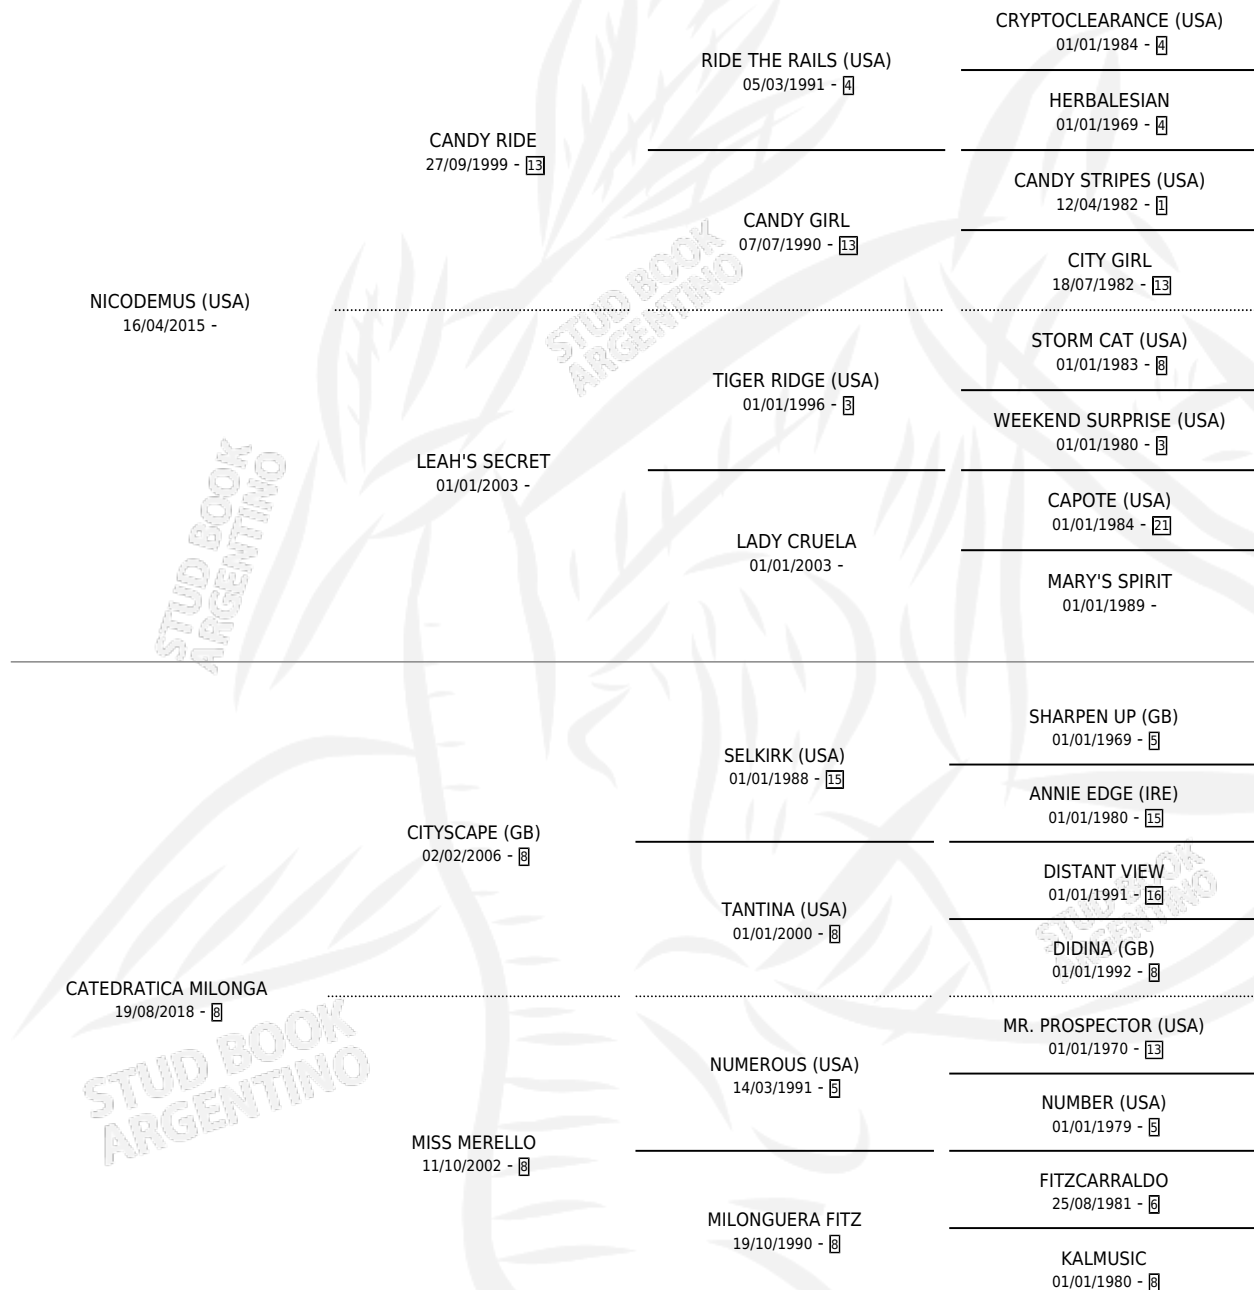 CRYPTOCLEARANCE (USA)
01/01/1984 - 4
RIDE THE RAILS (USA)
05/03/1991 - 4
HERBALESIAN
01/01/1969 - 4
CANDY RIDE
27/09/1999 - 13
CANDY STRIPES (USA)
12/04/1982 - 1
CANDY GIRL
07/07/1990 - 13
CITY GIRL
18/07/1982 - 13
NICODEMUS (USA)
16/04/2015 -
STORM CAT (USA)
01/01/1983 - 8
TIGER RIDGE (USA)
01/01/1996 - 3
WEEKEND SURPRISE (USA)
01/01/1980 - 3
LEAH'S SECRET
01/01/2003 -
CAPOTE (USA)
01/01/1984 - 21
LADY CRUELA
01/01/2003 -
MARY'S SPIRIT
01/01/1989 -
SHARPEN UP (GB)
01/01/1969 - 5
SELKIRK (USA)
01/01/1988 - 15
ANNIE EDGE (IRE)
01/01/1980 - 15
CITYSCAPE (GB)
02/02/2006 - 8
DISTANT VIEW
01/01/1991 - 16
TANTINA (USA)
01/01/2000 - 8
DIDINA (GB)
01/01/1992 - 8
CATEDRATICA MILONGA
19/08/2018 - 8
MR. PROSPECTOR (USA)
01/01/1970 - 13
NUMEROUS (USA)
14/03/1991 - 5
NUMBER (USA)
01/01/1979 - 5
MISS MERELLO
11/10/2002 - 8
FITZCARRALDO
25/08/1981 - 6
MILONGUERA FITZ
19/10/1990 - 8
KALMUSIC
01/01/1980 - 8
STUD BOOK
ARGENTINO
STUD BOOK
ARGENTINO
STUD BOOK
ARGENTINO
STUD BOOK
ARGENTINO